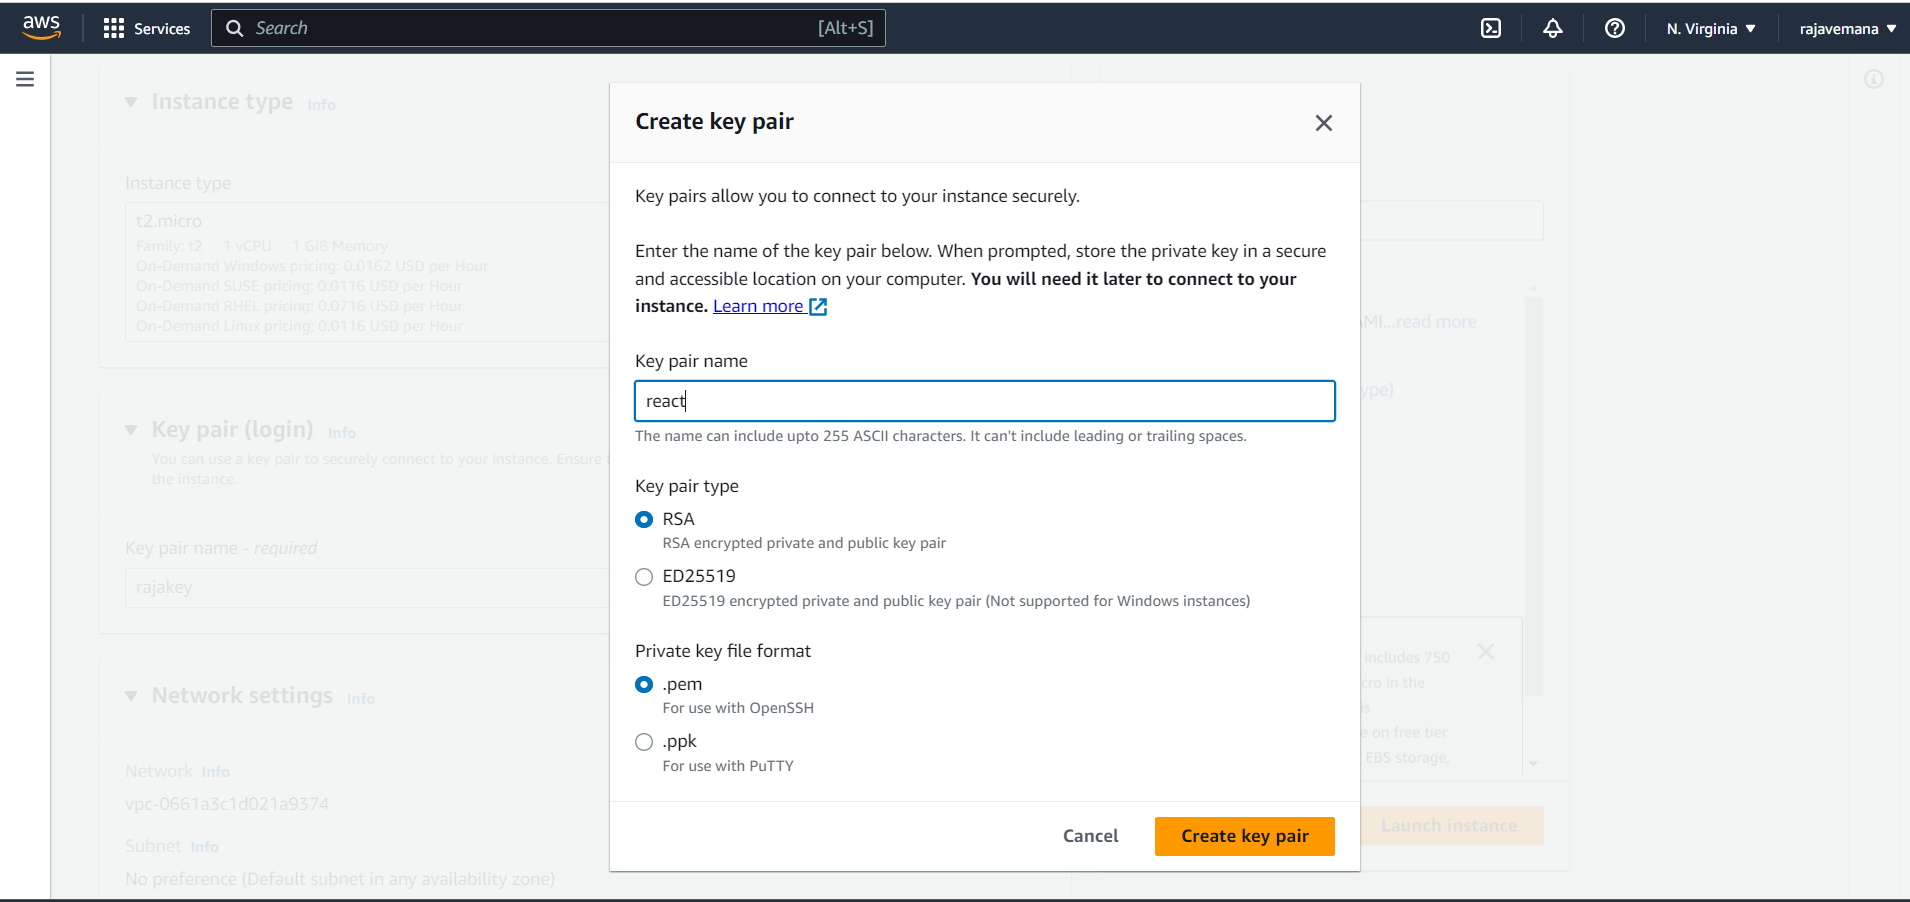 aws
Services
Search
[Alt+S]
N. Virginia
rajavemana
Instance type Info
Instance type
t2.micro
Family: t2 1 vCPU 1 GiB Memory
On-Demand Windows pricing: 0.0162 USD per Hour
On-Demand SUSE pricing: 0.0116 USD per Hour
On-Demand RHEL pricing: 0.0716 USD per Hour
On-Demand Linux pricing: 0.0116 USD per Hour
Key pair (login) Info
You can use a key pair to securely connect to your instance. Ensure
the instance.
Key pair name - required
rajakey
Network settings Info
Network Info
vpc-0661a3c1d021a9374
Subnet Info
No preference (Default subnet in any availability zone)
Create key pair
Key pairs allow you to connect to your instance securely.
Enter the name of the key pair below. When prompted, store the private key in a secure
and accessible location on your computer. You will need it later to connect to your
instance. Learn more
Key pair name
react
The name can include upto 255 ASCII characters. It can't include leading or trailing spaces.
Key pair type
RSA
RSA encrypted private and public key pair
ED25519
ED25519 encrypted private and public key pair (Not supported for Windows instances)
Private key file format
.pem
For use with OpenSSH
.ppk
For use with PuTTY
Cancel
Create key pair
AMI...read more
ype)
includes 750
cro in the
is
e on free tier
EBS storage,
Launch instance